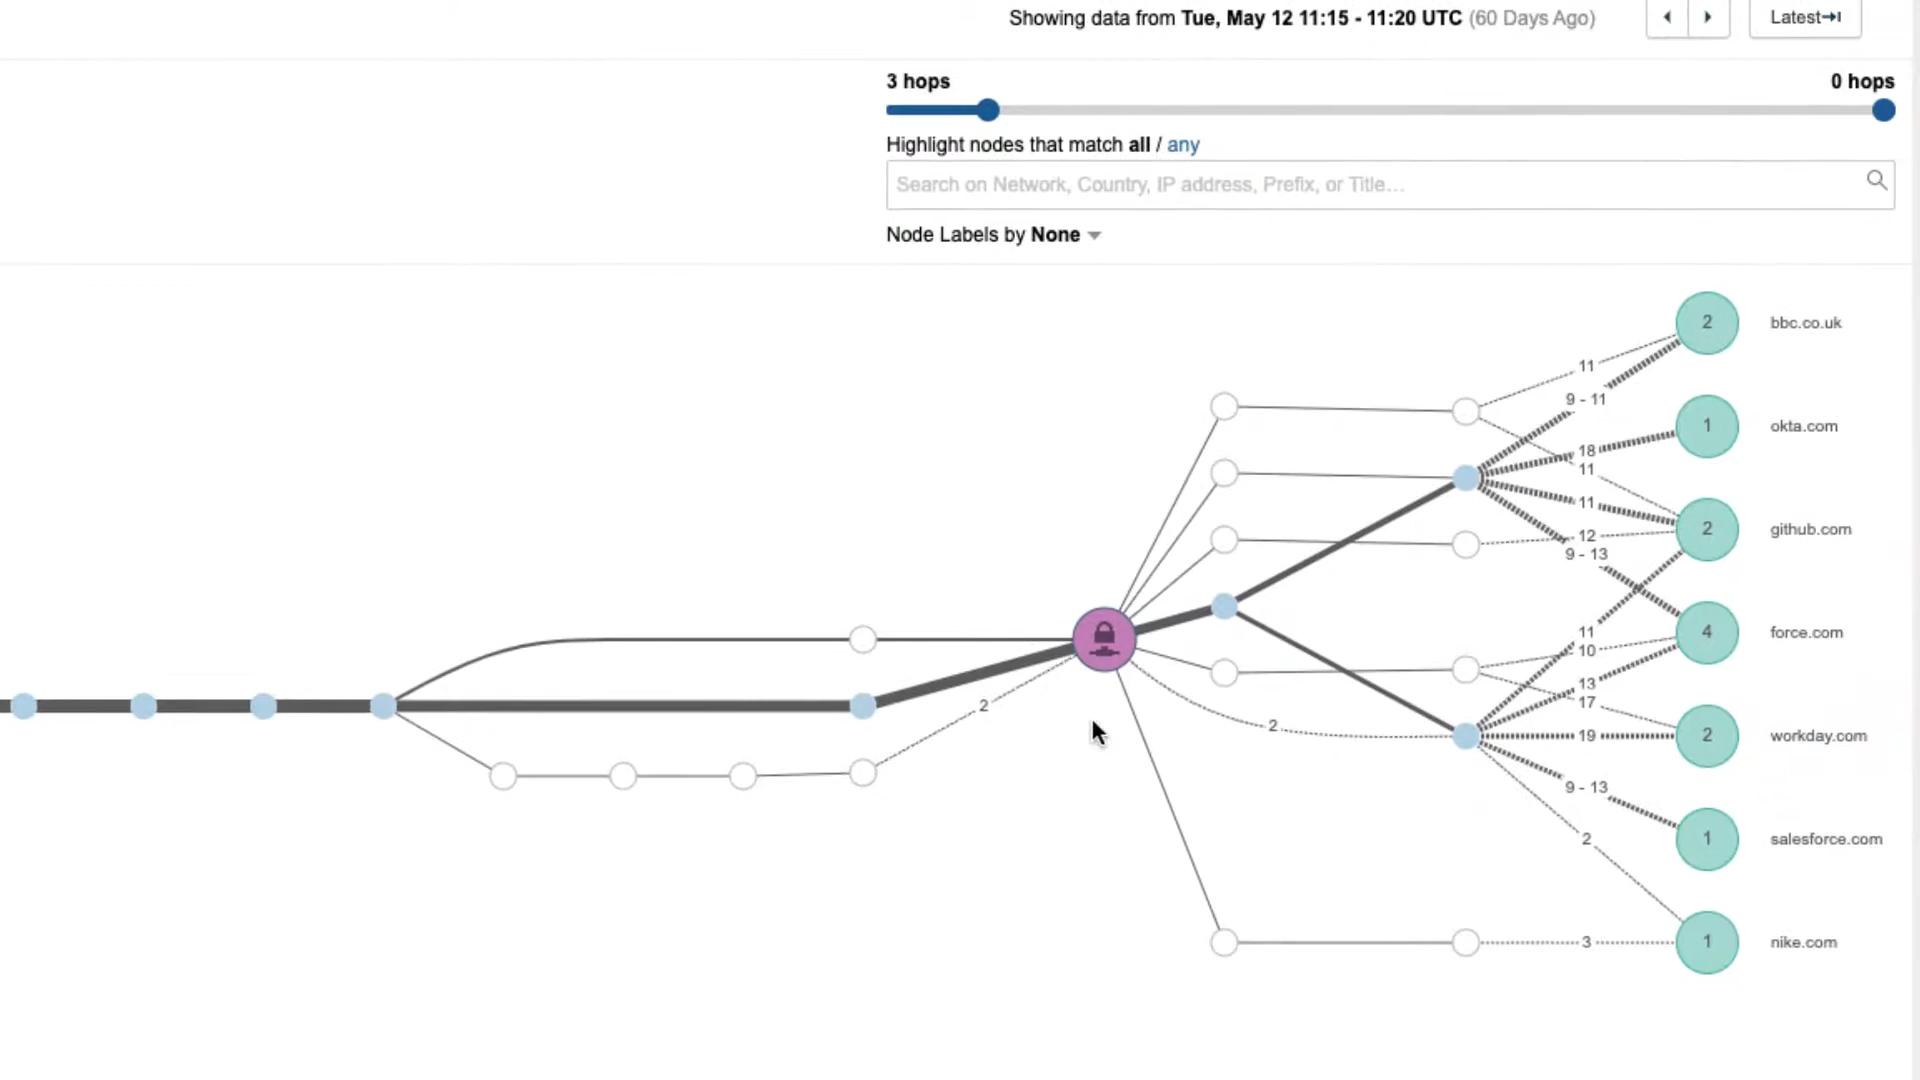 Showing data from Tue, May 12 11:15 - 11:20 UTC (60 Days Ago)
Latest
3 hops
0 hops
Highlight nodes that match all / any
Search on Network, Country, IP address, Prefix, or Title...
Node Labels by None
2 bbc.co.uk
11
9 - 11
1 okta.com
18
11
11
2 github.com
12
9 - 13
11
4 force.com
10
13
17
2
2
19
2 workday.com
9 - 13
2
1 salesforce.com
3
1 nike.com